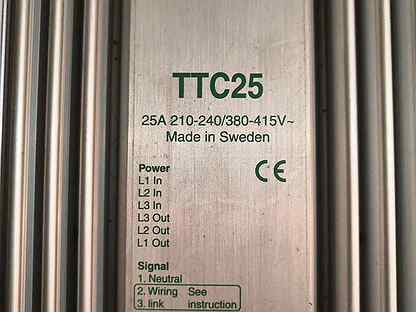 TTC25
25A 210-240/380-415V~
Made in Sweden
Power
CE
L1 In
L2 In
L3 In
L3 Out
L2 Out
L1 Out
Signal
1. Neutral
2. Wiring See
3. link instruction